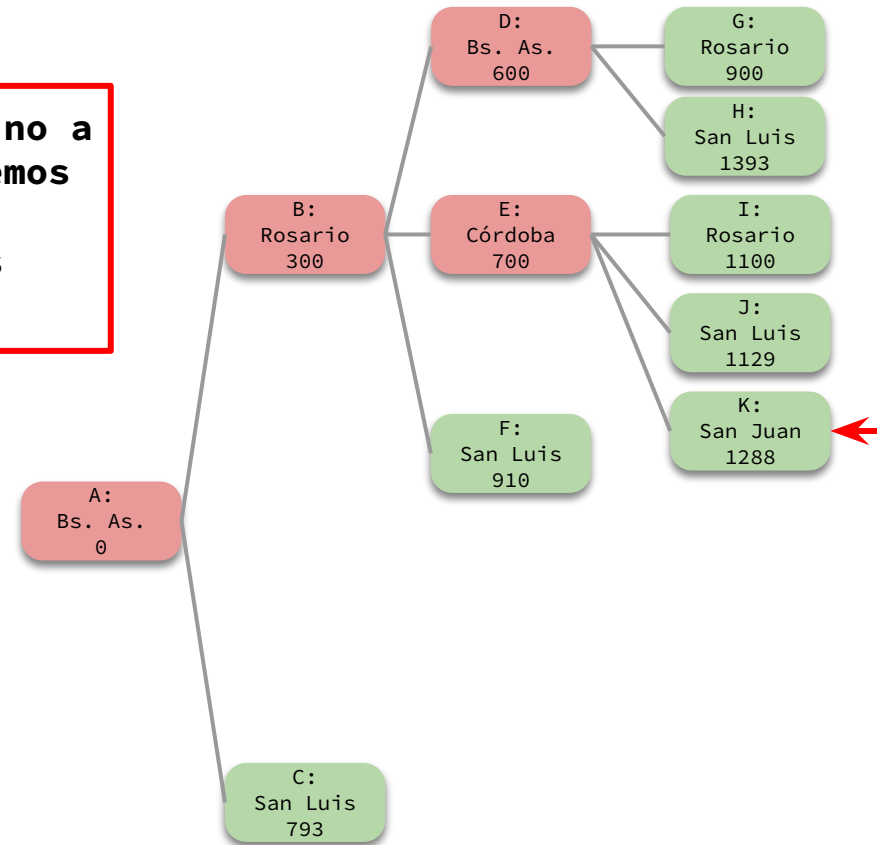 no a
emos
s
D:
Bs. As.
600
G:
Rosario
900
H:
San Luis
1393
B:
Rosario
300
E:
Córdoba
700
I:
Rosario
1100
J:
San Luis
1129
K:
San Juan
1288
F:
San Luis
910
A:
Bs. As.
0
C:
San Luis
793